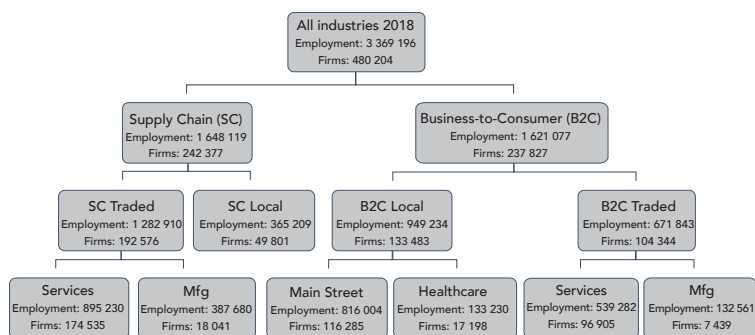 All industries 2018
Employment: 3 369 196
Firms: 480 204
Supply Chain (SC)
Employment: 1 648 119
Firms: 242 377
Business-to-Consumer (B2C)
Employment: 1 621 077
Firms: 237 827
SC Traded
Employment: 1 282 910
Firms: 192 576
SC Local
Employment: 365 209
Firms: 49 801
B2C Local
Employment: 949 234
Firms: 133 483
B2C Traded
Employment: 671 843
Firms: 104 344
Services
Employment: 895 230
Firms: 174 535
Mfg
Employment: 387 680
Firms: 18 041
Main Street
Employment: 816 004
Firms: 116 285
Healthcare
Employment: 133 230
Firms: 17 198
Services
Employment: 539 282
Firms: 96 905
Mfg
Employment: 132 561
Firms: 7 439